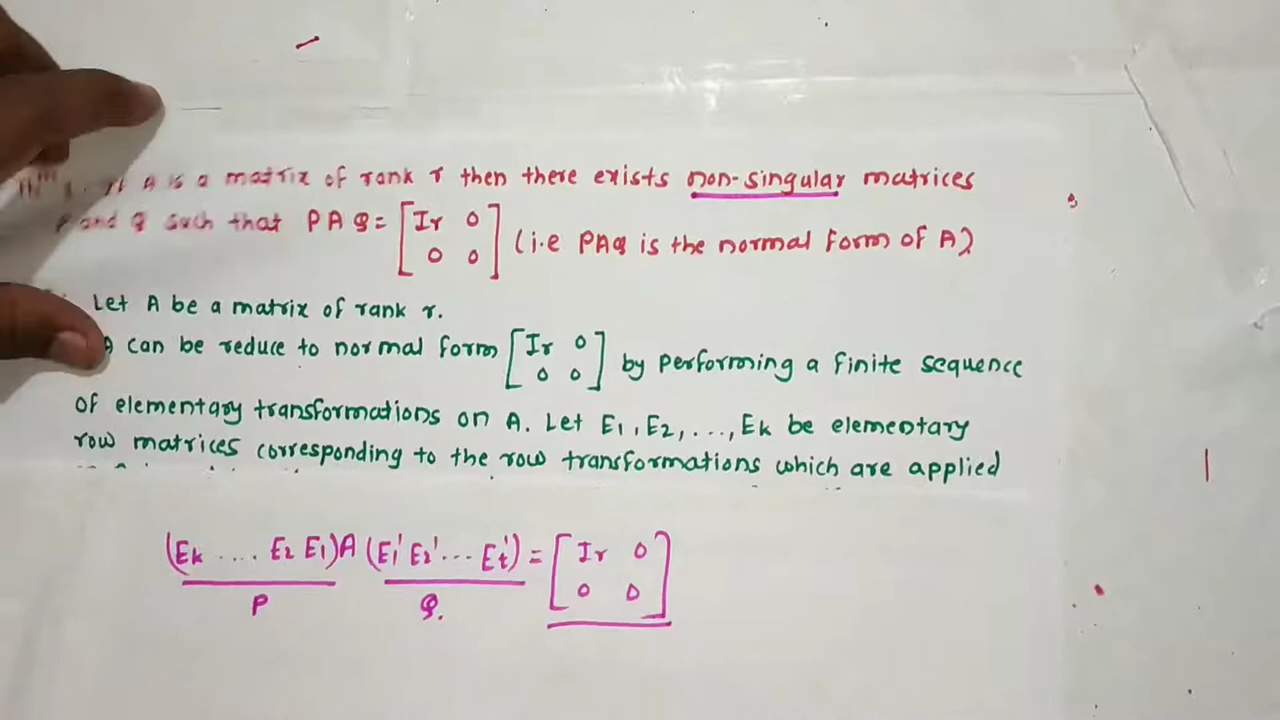 A is a matrix of rank r then there exists non-singular matrices
and Q such that PAQ = [Ir 0 0 0] (i.e PAQ is the normal form of A)
Let A be a matrix of rank r.
A can be reduce to normal form [Ir 0 0 0] by performing a finite sequence
of elementary transformations on A. Let E1, E2, ..., Ek be elementary
row matrices corresponding to the row transformations which are applied
(Ek .... E2 E1) A (E1' E2' ... Et') = [Ir 0 0 0]
P Q.